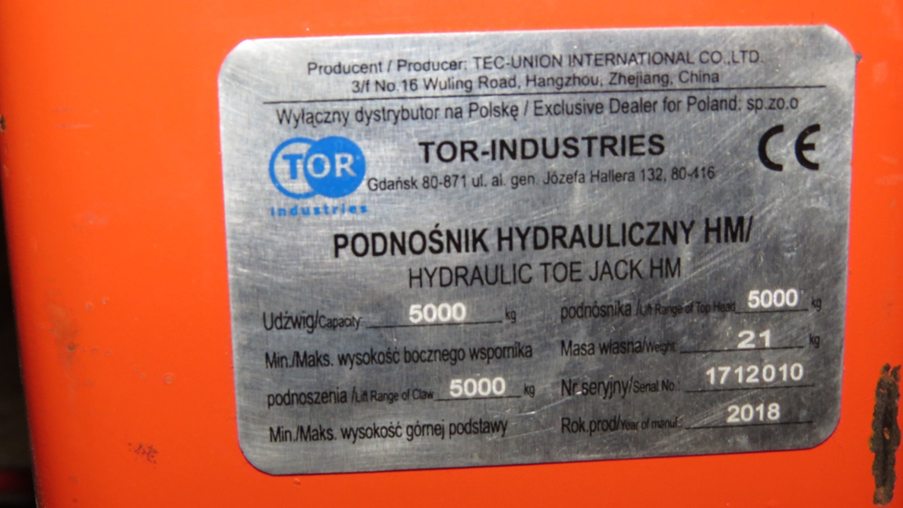 Producent / Producer: TEC-UNION INTERNATIONAL CO.,LTD.
3/f No.16 Wuling Road, Hangzhou, Zhejiang, China
Wyłączny dystrybutor na Polskę / Exclusive Dealer for Poland: sp.zo.o
TOR
industries
TOR-INDUSTRIES
CE
Gdańsk 80-871 ul. al. gen. Józefa Hallera 132, 80-416
PODNOŚNIK HYDRAULICZNY HM/
HYDRAULIC TOE JACK HM
Udźwig/Capacity 5000 kg
Min./Maks. wysokość bocznego wspornika
podnoszenia /Lift Range of Claw 5000 kg
Min./Maks. wysokość górnej podstawy
podnośnika /Lift Range of Top Head 5000 kg
Masa własna/Weight: 21 kg
Nr seryjny/Serial No.: 1712010
Rok.prod/Year of manuf.: 2018